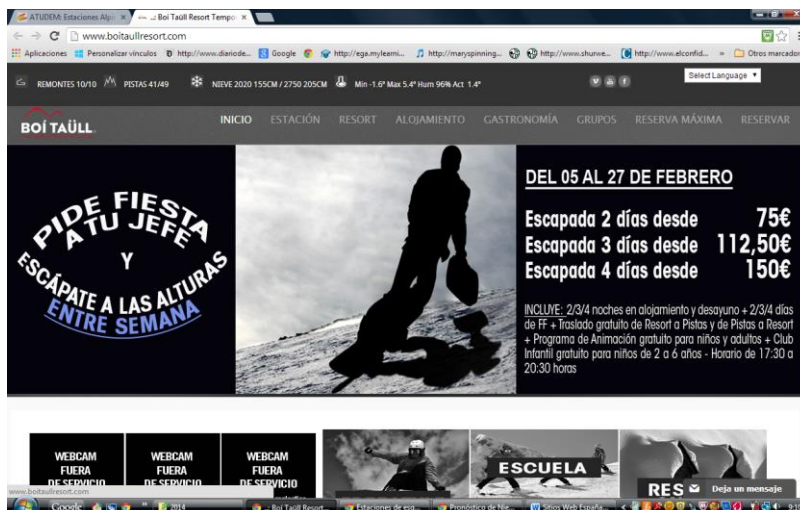 ATUDEM: Estaciones Alpi
..: Boí Taüll Resort Tempo
www.boitaullresort.com
Aplicaciones Personalizar vínculos http://www.diariode... Google http://ega.mylearni... http://maryspinning... http://www.shurwe... http://www.elconfid... » Otros marcador
REMONTES 10/10 PISTAS 41/49 NIEVE 2020 155CM / 2750 205CM Min -1.6º Max 5.4º Hum 96% Act 1.4º
Select Language ▼
BOÍ TAÜLL
INICIO ESTACIÓN RESORT ALOJAMIENTO GASTRONOMÍA GRUPOS RESERVA MÁXIMA RESERVAR
PIDE FIESTA
A TU JEFE
Y
ESCÁPATE A LAS ALTURAS
ENTRE SEMANA
DEL 05 AL 27 DE FEBRERO
Escapada 2 días desde 75€
Escapada 3 días desde 112,50€
Escapada 4 días desde 150€
INCLUYE: 2/3/4 noches en alojamiento y desayuno + 2/3/4 días
de FF + Traslado gratuito de Resort a Pistas y de Pistas a Resort
+ Programa de Animación gratuito para niños y adultos + Club
Infantil gratuito para niños de 2 a 6 años - Horario de 17:30 a
20:30 horas
WEBCAM
FUERA
DE SERVICIO
WEBCAM
FUERA
DE SERVICIO
WEBCAM
FUERA
DE SERVICIO
ESCUELA
RES
Deja un mensaje
www.boitaullresort.com
Google » 2014 ..: Boí Taüll Resort... Estaciones de esq... Pronóstico de Nie... Sitios Web España...